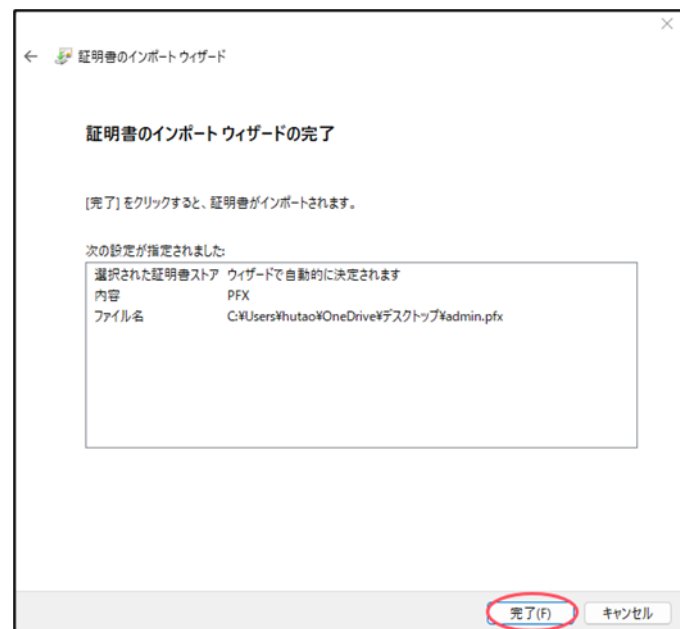 証明書のインポート ウィザード
証明書のインポート ウィザードの完了
[完了] をクリックすると、証明書がインポートされます。
次の設定が指定されました:
選択された証明書ストア ウィザードで自動的に決定されます
内容 PFX
ファイル名 C:¥Users¥hutao¥OneDrive¥デスクトップ¥admin.pfx
完了(F) キャンセル